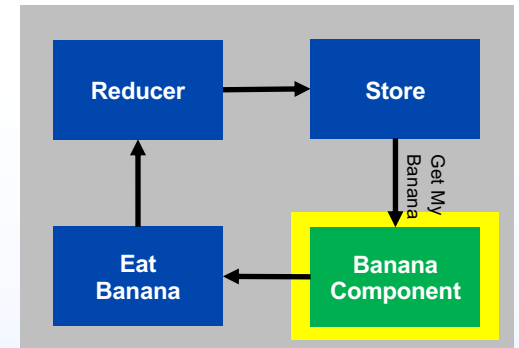 Reducer
Store
Get My
Banana
Eat
Banana
Banana
Component